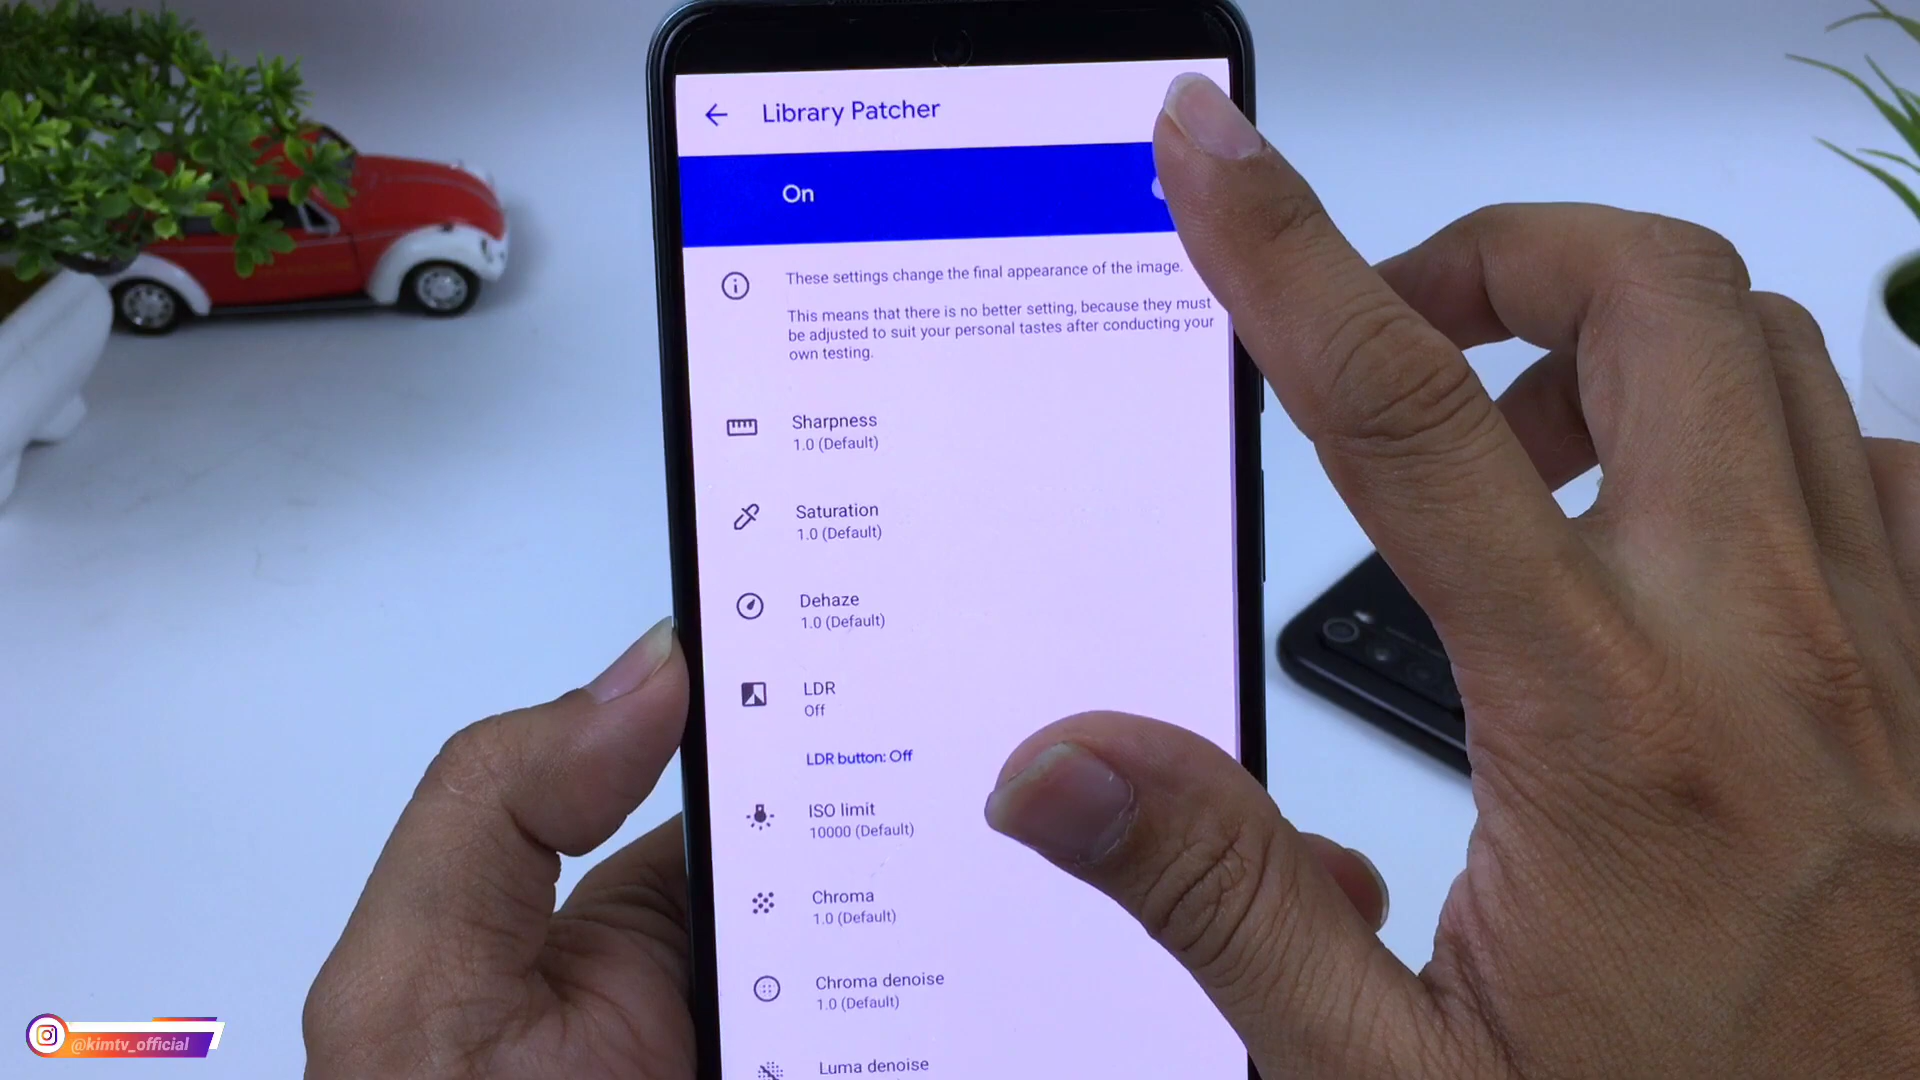 Library Patcher
On
These settings change the final appearance of the image.
This means that there is no better setting, because they must
be adjusted to suit your personal tastes after conducting your
own testing.
Sharpness
1.0 (Default)
Saturation
1.0 (Default)
Dehaze
1.0 (Default)
LDR
Off
LDR button: Off
ISO limit
10000 (Default)
Chroma
1.0 (Default)
Chroma denoise
1.0 (Default)
Luma denoise
@kimtv_official